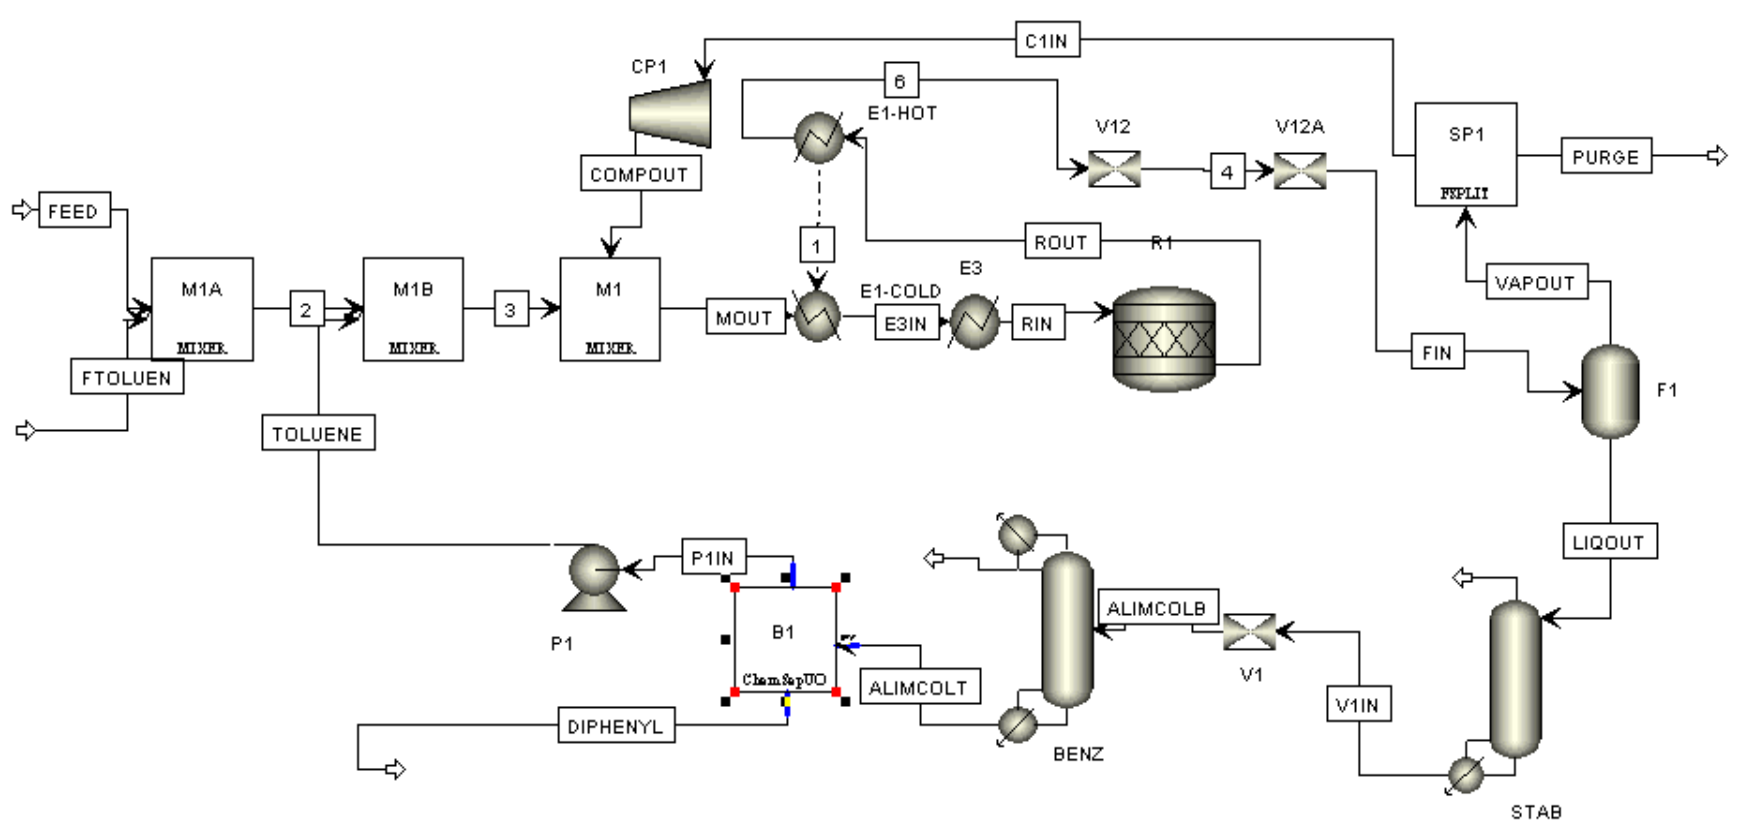 C1IN
CP1
6
E1-HOT
V12
V12A
SP1
FSPLIT
PURGE
COMPOUT
4
FEED
1
ROUT
R1
M1A
MIXER
2
M1B
MIXER
3
M1
MIXER
MOUT
E1-COLD
E3IN
E3
RIN
VAPOUT
FIN
F1
FTOLUEN
TOLUENE
LIQOUT
P1IN
P1
B1
ChemSepUO
ALIMCOLT
ALIMCOLB
V1
V1IN
DIPHENYL
BENZ
STAB